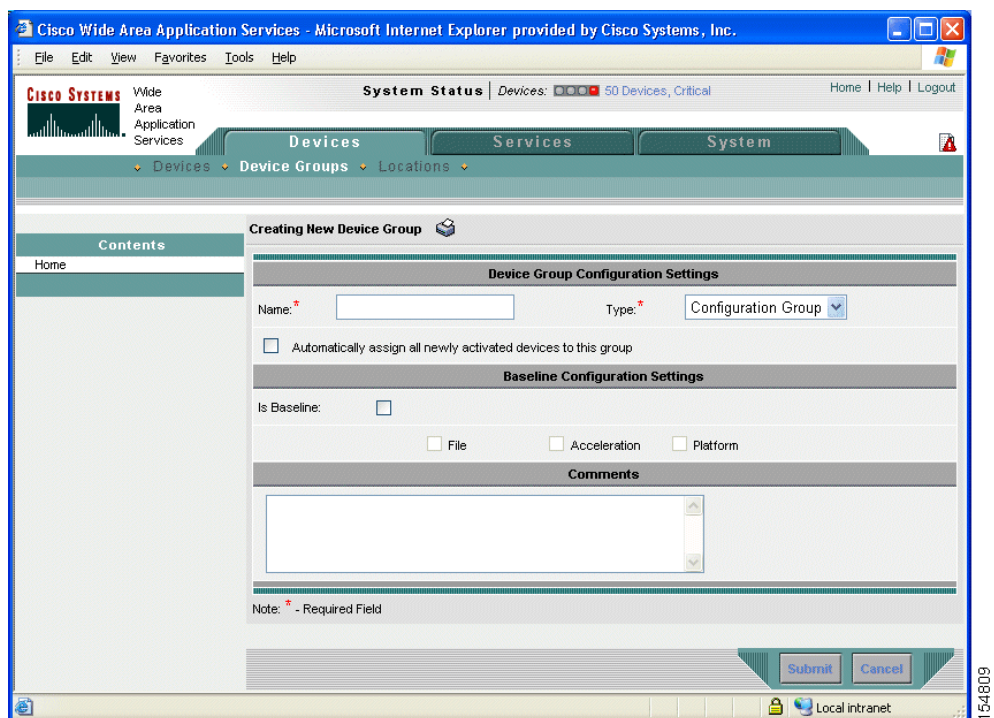 Cisco Wide Area Application Services - Microsoft Internet Explorer provided by Cisco Systems, Inc.
File Edit View Favorites Tools Help
CISCO SYSTEMS
Wide
Area
Application
Services
System Status | Devices: 50 Devices, Critical
Home | Help | Logout
Devices Services System
Devices Device Groups Locations
Contents
Home
Creating New Device Group
Device Group Configuration Settings
Name:* Type:* Configuration Group
Automatically assign all newly activated devices to this group
Baseline Configuration Settings
Is Baseline:
File Acceleration Platform
Comments
Note: * - Required Field
Submit Cancel
Local intranet
154809